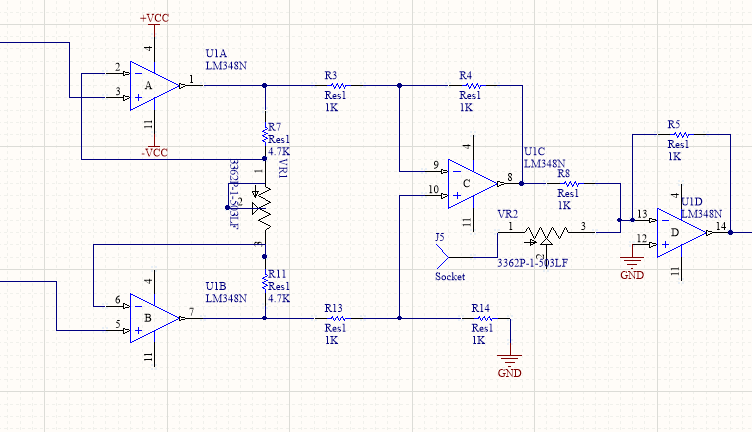 +VCC
4
U1A
LM348N
2
A
1
3
11
-VCC
R3
Res1
1K
R4
Res1
1K
R7
Res1
4.7K
VR1
1
3362P-1-503LF
2
3
9
10
4
C
8
11
U1C
LM348N
R8
Res1
1K
R5
Res1
1K
4
U1D
LM348N
13
D
14
12
11
GND
VR2
1
3
2
3362P-1-503LF
J5
Socket
4
U1B
LM348N
6
B
7
5
11
R11
Res1
4.7K
R13
Res1
1K
R14
Res1
1K
GND